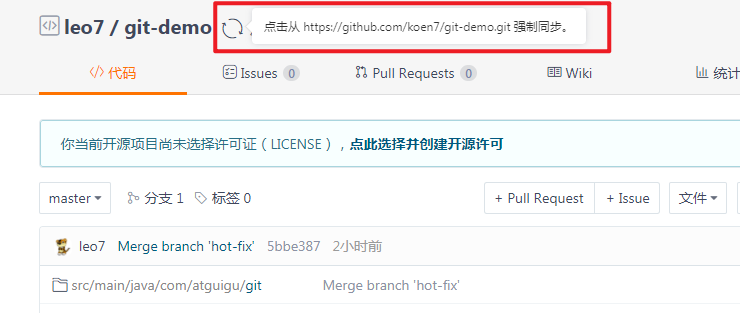 leo7 / git-demo 点击从 https://github.com/koen7/git-demo.git 强制同步。
代码 Issues 0 Pull Requests 0 Wiki 统计
你当前开源项目尚未选择许可证（LICENSE），点此选择并创建开源许可
master 分支 1 标签 0 + Pull Request + Issue 文件
leo7 Merge branch 'hot-fix' 5bbe387 2小时前
src/main/java/com/atguigu/git Merge branch 'hot-fix'